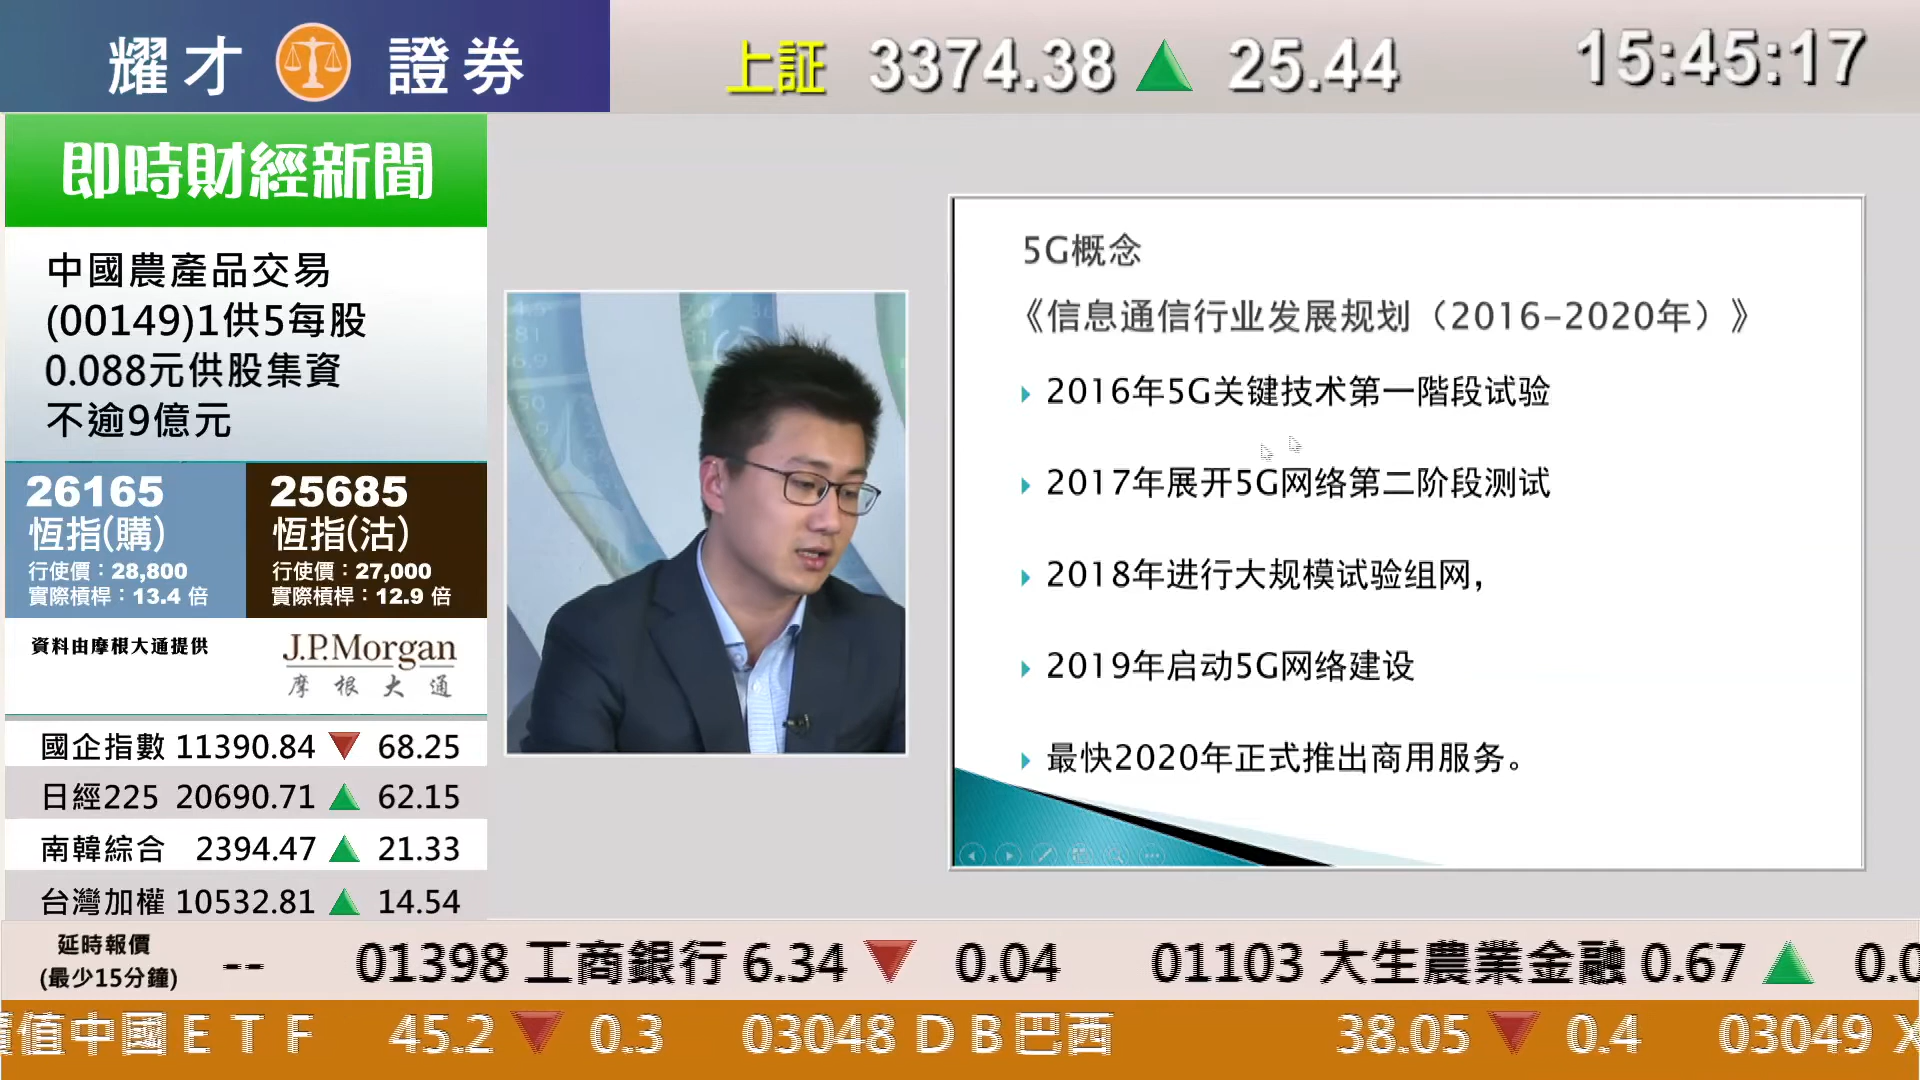 耀才 證券
上証 3374.38 ▲ 25.44
15:45:17
即時財經新聞
中國農產品交易
(00149)1供5每股
0.088元供股集資
不逾9億元
26165
恆指(購)
行使價：28,800
實際槓桿：13.4 倍
25685
恆指(沽)
行使價：27,000
實際槓桿：12.9 倍
資料由摩根大通提供
J.P.Morgan
摩根大通
國企指數 11390.84 ▼ 68.25
日經225 20690.71 ▲ 62.15
南韓綜合 2394.47 ▲ 21.33
台灣加權 10532.81 ▲ 14.54
5G概念
《信息通信行业发展规划（2016-2020年）》
2016年5G关键技术第一階段试验
2017年展开5G网络第二阶段测试
2018年进行大规模试验组网，
2019年启动5G网络建设
最快2020年正式推出商用服务。
延時報價
(最少15分鐘)
-- 01398 工商銀行 6.34 ▼ 0.04 01103 大生農業金融 0.67 ▲ 0.0
值中國ETF 45.2 ▼ 0.3 03048 DB巴西 38.05 ▼ 0.4 03049 X